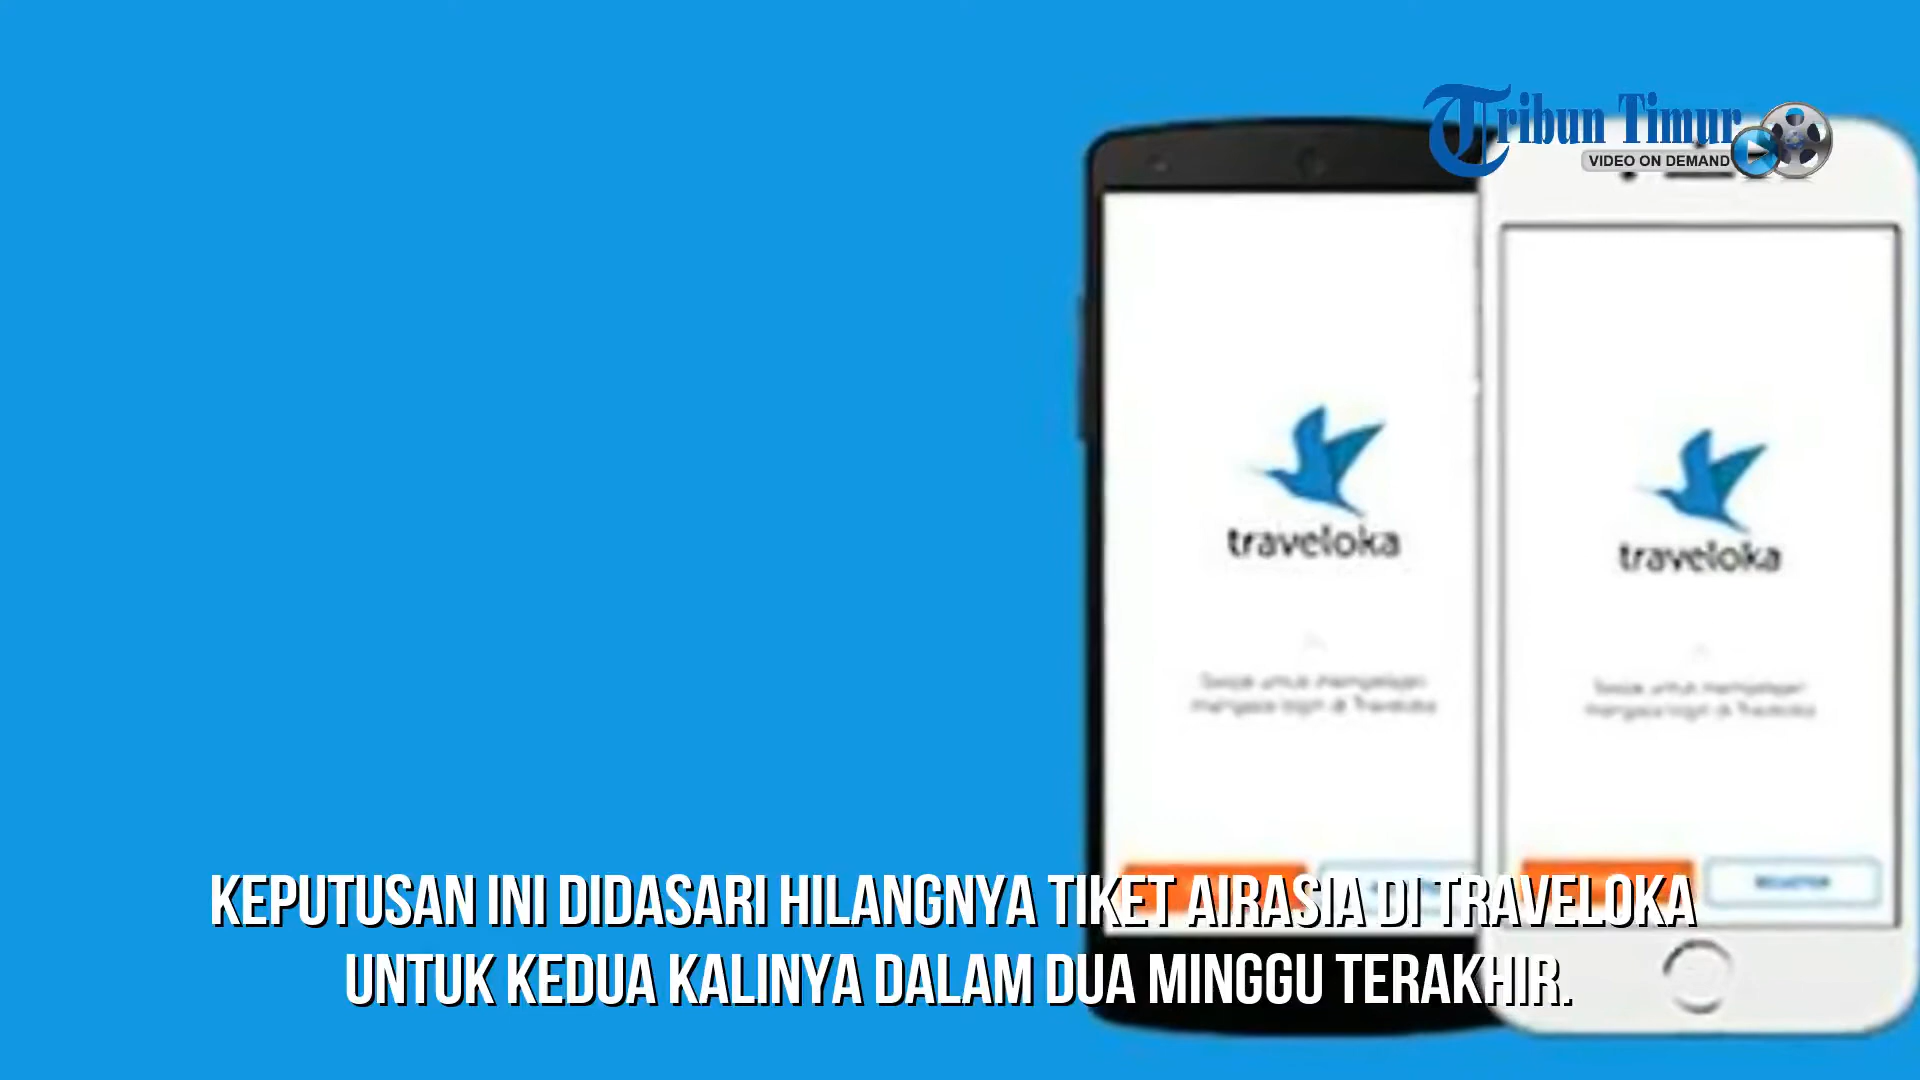 Tribun Timur
VIDEO ON DEMAND
traveloka
traveloka
KEPUTUSAN INI DIDASARI HILANGNYA TIKET AIRASIA DI TRAVELOKA
UNTUK KEDUA KALINYA DALAM DUA MINGGU TERAKHIR.